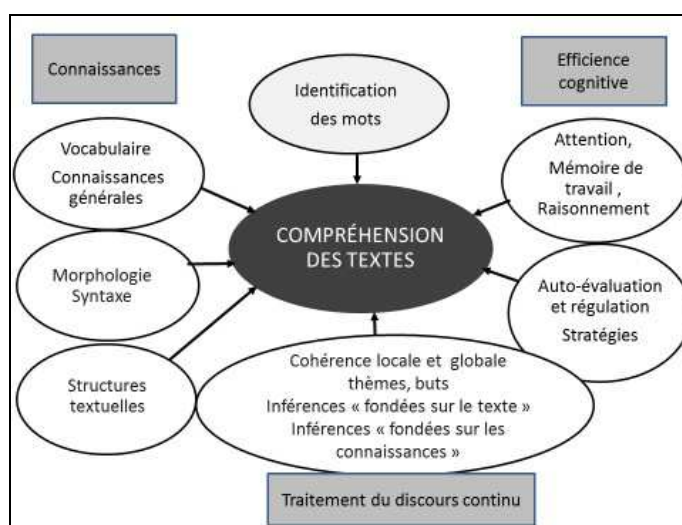 Connaissances
Identification
des mots
Efficience
cognitive
Vocabulaire
Connaissances
générales
Attention,
Mémoire de
travail ,
Raisonnement
COMPRÉHENSION
DES TEXTES
Morphologie
Syntaxe
Auto-évaluation
et régulation
Stratégies
Structures
textuelles
Cohérence locale et globale
thèmes, buts
Inférences « fondées sur le texte »
Inférences « fondées sur les
connaissances »
Traitement du discours continu